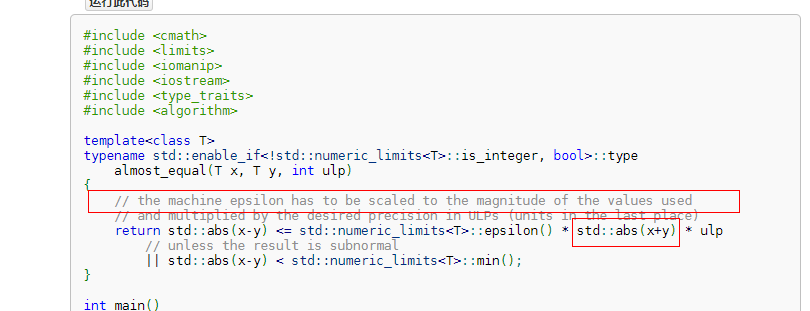 运行此代码
#include <cmath>
#include <limits>
#include <iomanip>
#include <iostream>
#include <type_traits>
#include <algorithm>
template<class T>
typename std::enable_if<!std::numeric_limits<T>::is_integer, bool>::type
    almost_equal(T x, T y, int ulp)
{
    // the machine epsilon has to be scaled to the magnitude of the values used
    // and multiplied by the desired precision in ULPs (units in the last place)
    return std::abs(x-y) <= std::numeric_limits<T>::epsilon() * std::abs(x+y) * ulp
        // unless the result is subnormal
        || std::abs(x-y) < std::numeric_limits<T>::min();
}
int main()